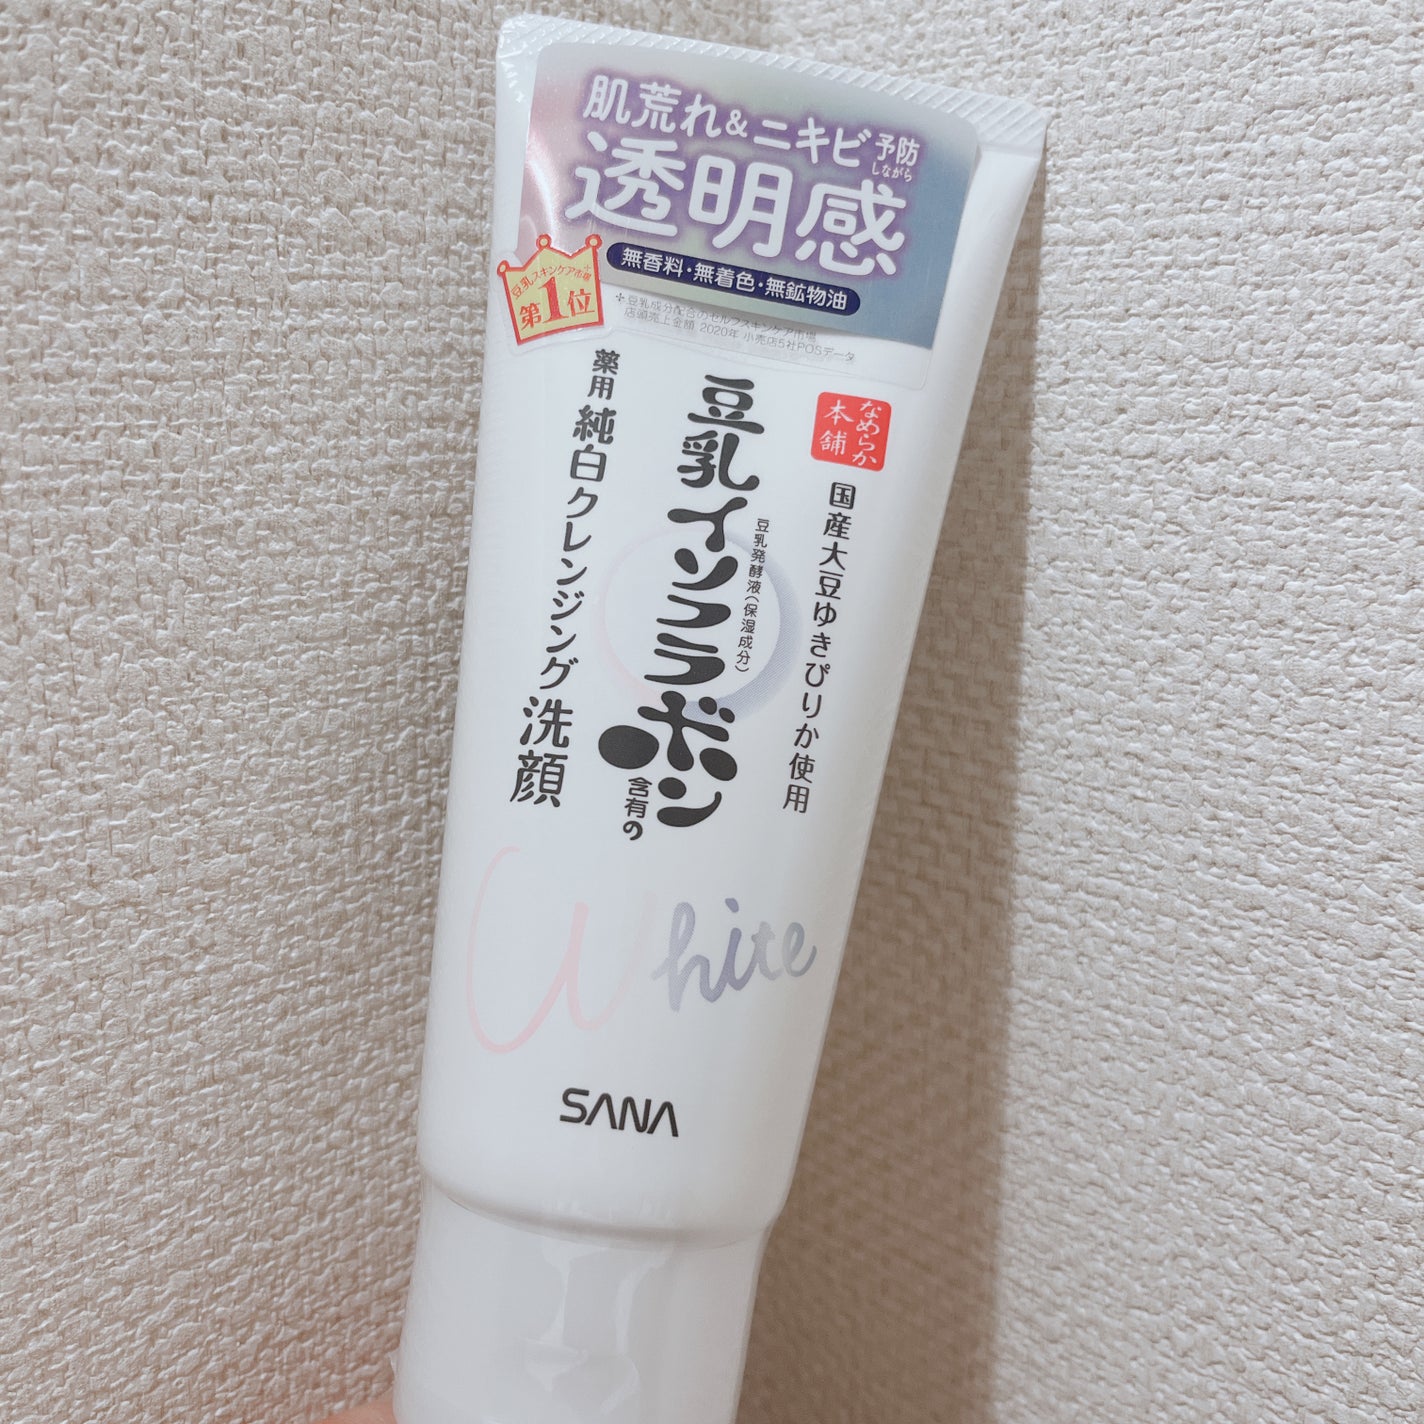 肌荒れ&ニキビ予防しながら
透明感
無香料・無着色・無鉱物油
豆乳スキンケア市場＋
第1位
＋豆乳成分配合のセルフスキンケア市場
店頭売上金額 2020年 小売店5社POSデータ
なめらか
本舗
国産大豆ゆきぴりか使用
豆乳イソフラボン
豆乳発酵液(保湿成分)
含有の
薬用 純白クレンジング洗顔
White
SANA